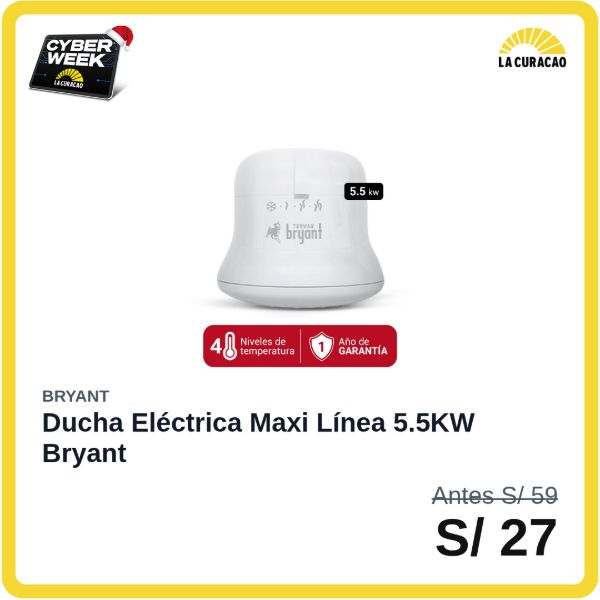 CYBER
WEEK
LA CURACAO
LA CURACAO
5.5 KW
TERMAS
bryant
4 Niveles de
temperatura
1 Año de
GARANTÍA
BRYANT
Ducha Eléctrica Maxi Línea 5.5KW
Bryant
Antes S/ 59
S/ 27